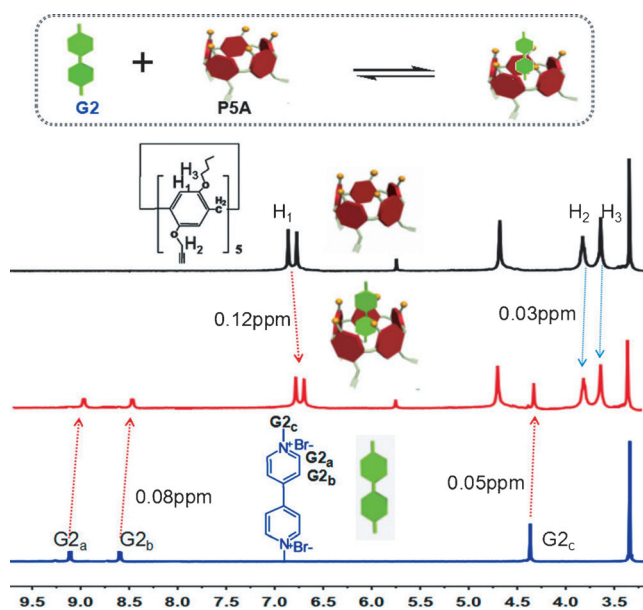 G2
+
P5A
H3
H1
O
CH2
O
H2
5
H1
H2
H3
0.12ppm
0.03ppm
G2c
N+Br-
G2a
G2b
N+Br-
0.08ppm
0.05ppm
G2a
G2b
G2c
9.5 9.0 8.5 8.0 7.5 7.0 6.5 6.0 5.5 5.0 4.5 4.0 3.5